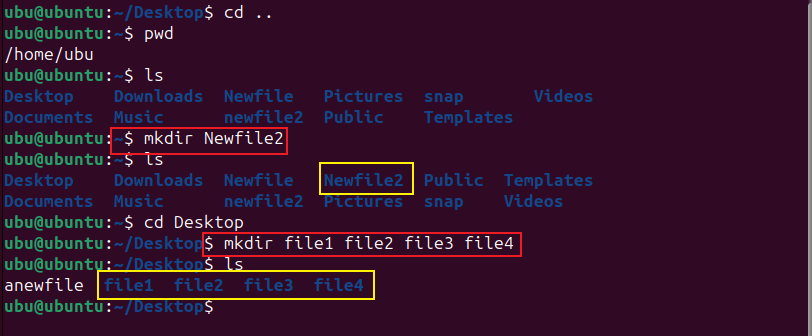 ubu@ubuntu:~/Desktop$ cd ..
ubu@ubuntu:~$ pwd
/home/ubu
ubu@ubuntu:~$ ls
Desktop Downloads Newfile Pictures snap Videos
Documents Music newfile2 Public Templates
ubu@ubuntu:~$ mkdir Newfile2
ubu@ubuntu:~$ ls
Desktop Downloads Newfile Newfile2 Public Templates
Documents Music newfile2 Pictures snap Videos
ubu@ubuntu:~$ cd Desktop
ubu@ubuntu:~/Desktop$ mkdir file1 file2 file3 file4
ubu@ubuntu:~/Desktop$ ls
anewfile file1 file2 file3 file4
ubu@ubuntu:~/Desktop$